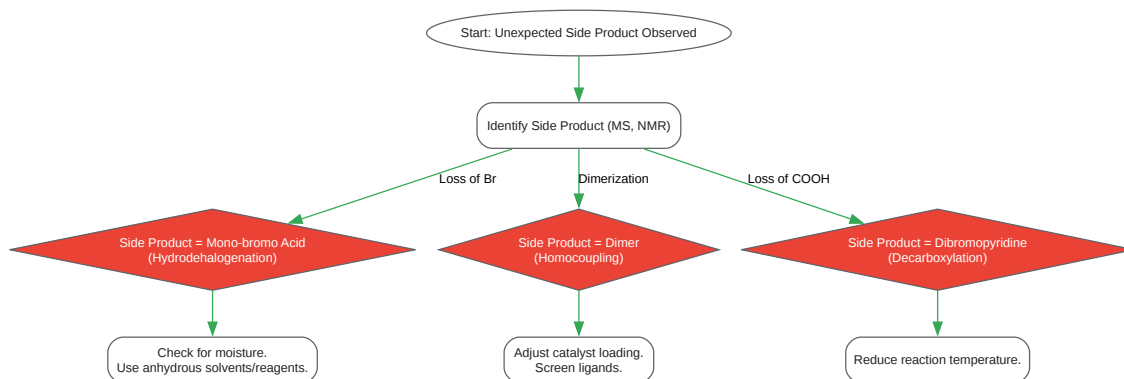 Start: Unexpected Side Product Observed
Identify Side Product (MS, NMR)
Loss of Br
Dimerization
Loss of COOH
Side Product = Mono-bromo Acid
(Hydrodehalogenation)
Side Product = Dimer
(Homocoupling)
Side Product = Dibromopyridine
(Decarboxylation)
Check for moisture.
Use anhydrous solvents/reagents.
Adjust catalyst loading.
Screen ligands.
Reduce reaction temperature.